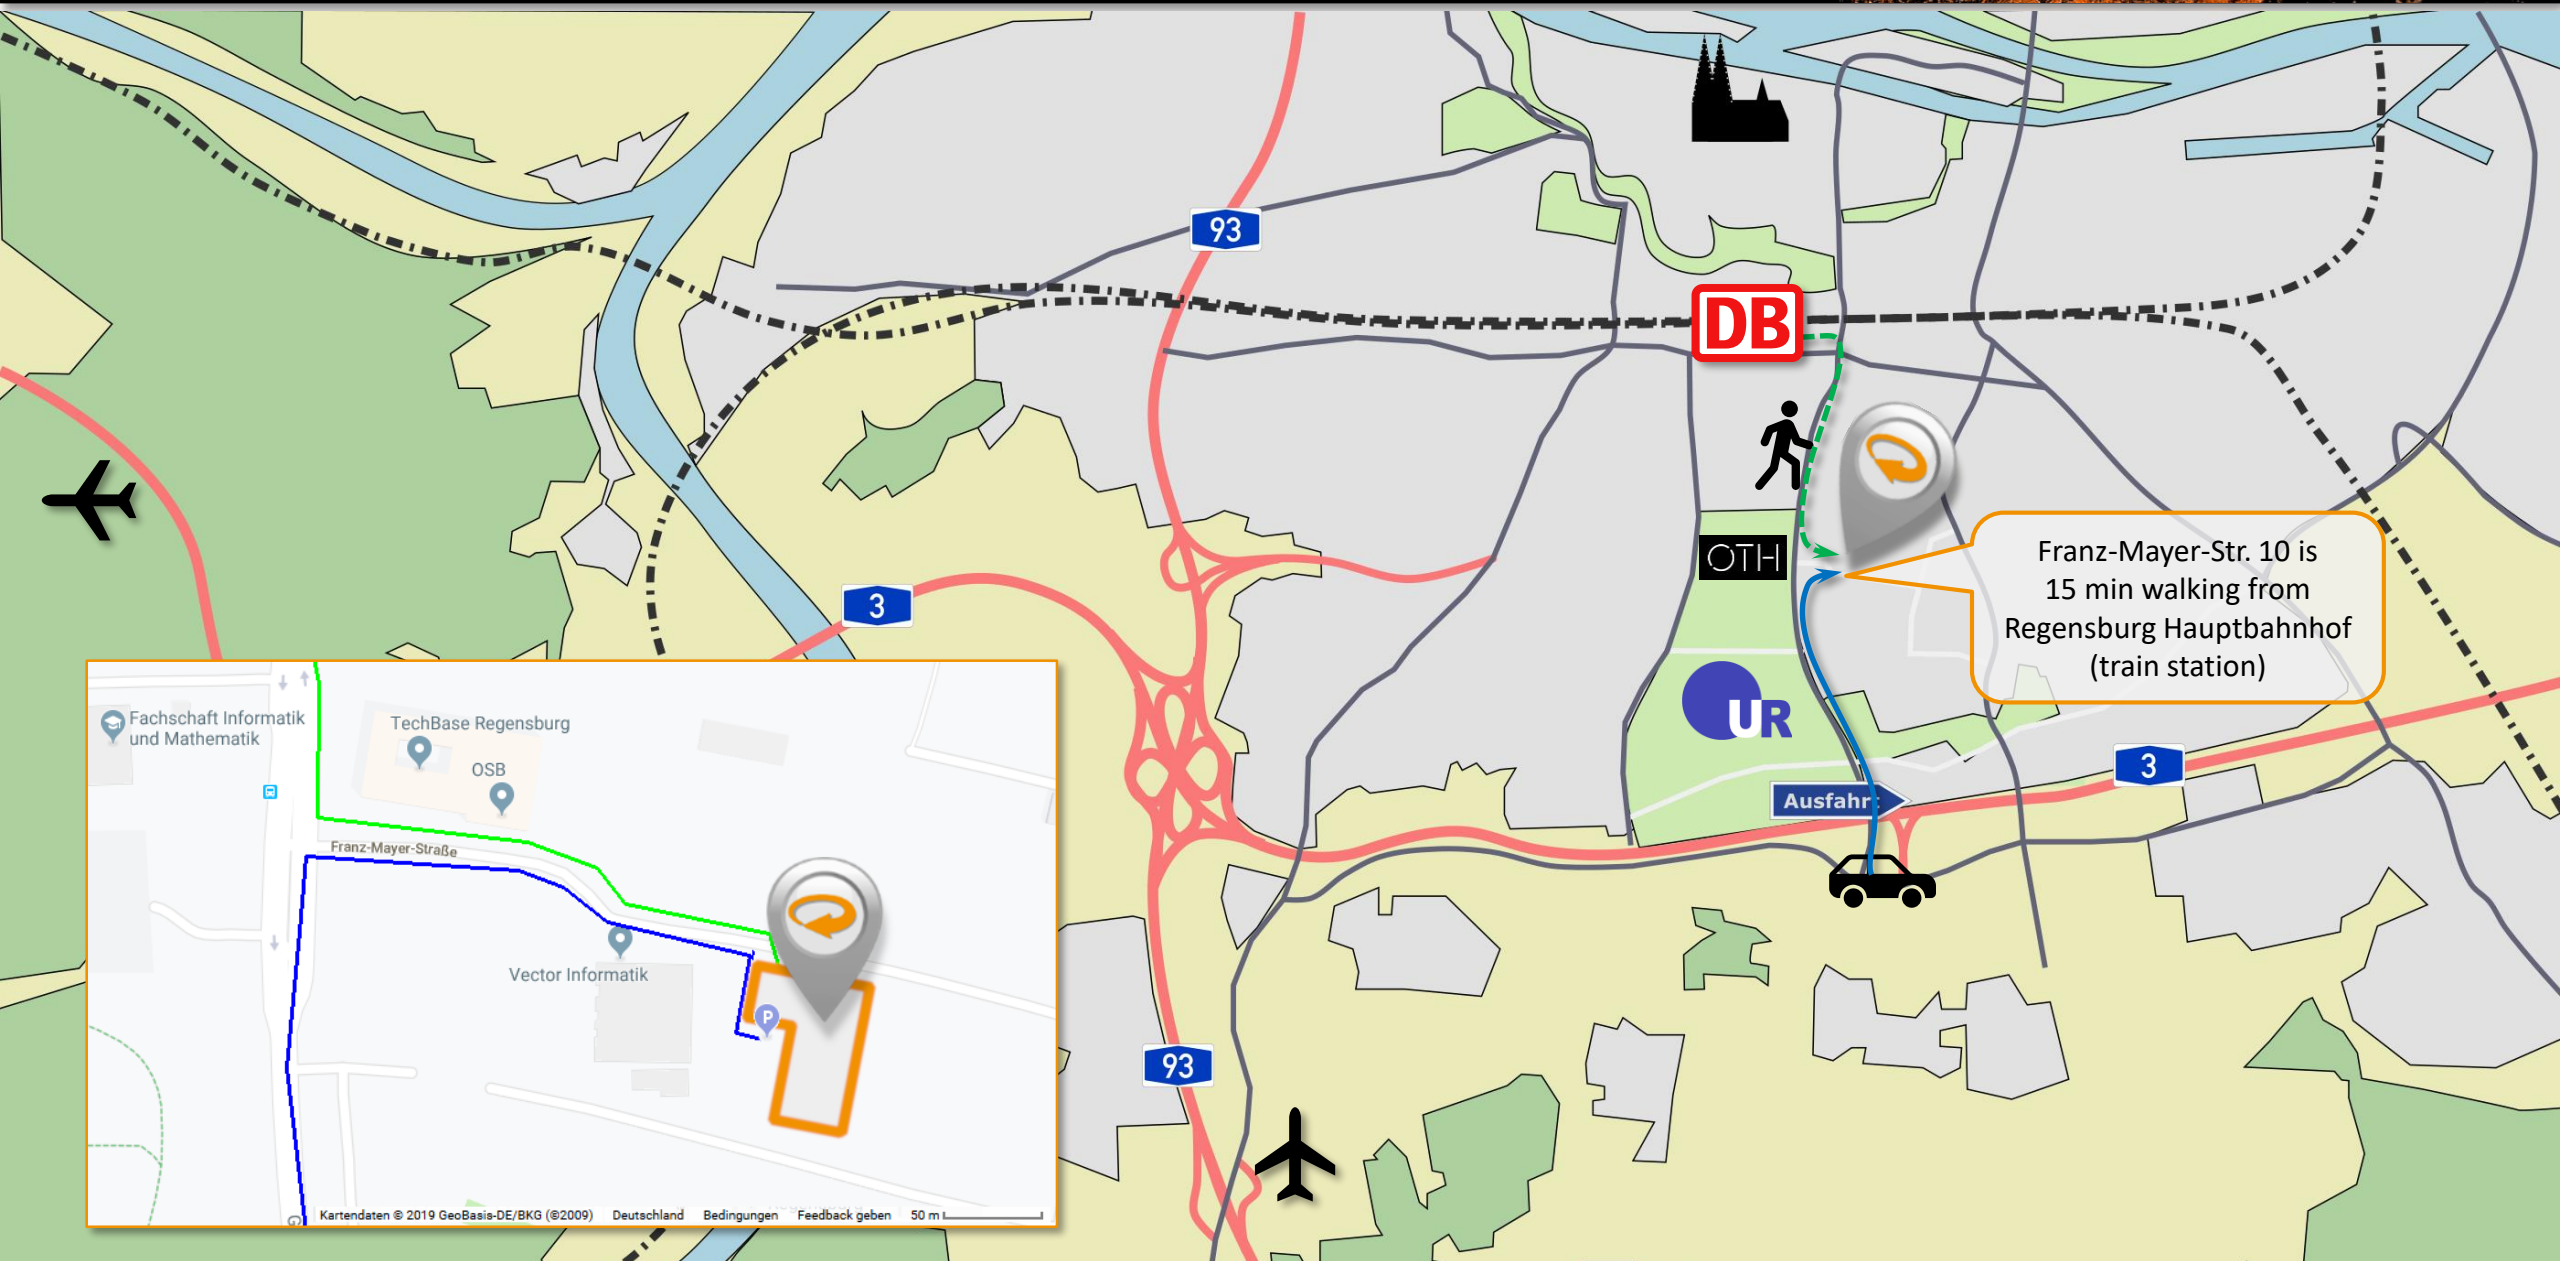 93
DB
OTH
Franz-Mayer-Str. 10 is
15 min walking from
Regensburg Hauptbahnhof
(train station)
3
UR
3
Ausfahrt
93
Fachschaft Informatik
und Mathematik
TechBase Regensburg
OSB
Franz-Mayer-Straße
Vector Informatik
P
Kartendaten © 2019 GeoBasis-DE/BKG (©2009) Deutschland Bedingungen Feedback geben 50 m